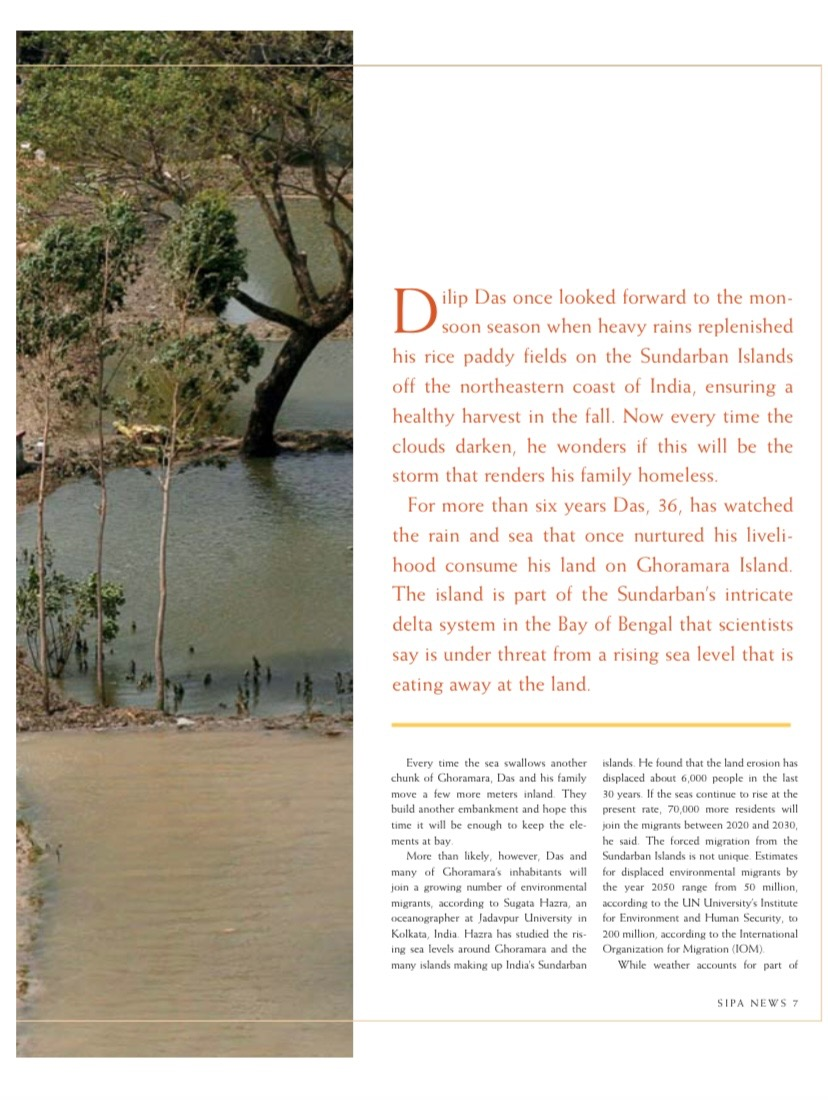 Dilip Das once looked forward to the mon-
soon season when heavy rains replenished
his rice paddy fields on the Sundarban Islands
off the northeastern coast of India, ensuring a
healthy harvest in the fall. Now every time the
clouds darken, he wonders if this will be the
storm that renders his family homeless.
For more than six years Das, 36, has watched
the rain and sea that once nurtured his liveli-
hood consume his land on Ghoramara Island.
The island is part of the Sundarban's intricate
delta system in the Bay of Bengal that scientists
say is under threat from a rising sea level that is
eating away at the land.
Every time the sea swallows another
chunk of Ghoramara, Das and his family
move a few more meters inland. They
build another embankment and hope this
time it will be enough to keep the ele-
ments at bay.
More than likely, however, Das and
many of Ghoramara's inhabitants will
join a growing number of environmental
migrants, according to Sugata Hazra, an
oceanographer at Jadavpur University in
Kolkata, India. Hazra has studied the ris-
ing sea levels around Ghoramara and the
many islands making up India's Sundarban
islands. He found that the land erosion has
displaced about 6,000 people in the last
30 years. If the seas continue to rise at the
present rate, 70,000 more residents will
join the migrants between 2020 and 2030,
he said. The forced migration from the
Sundarban Islands is not unique. Estimates
for displaced environmental migrants by
the year 2050 range from 50 million,
according to the UN University's Institute
for Environment and Human Security, to
200 million, according to the International
Organization for Migration (IOM).
While weather accounts for part of
SIPA NEWS 7